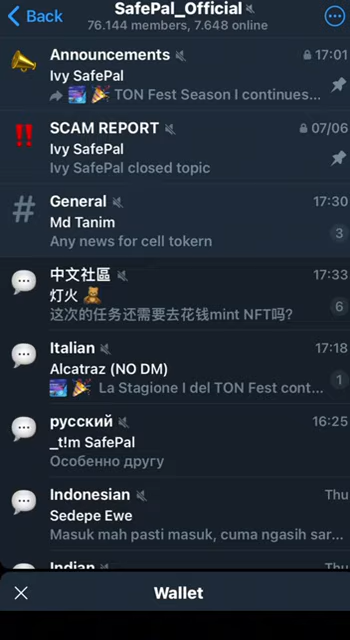 Back
SafePal_Official
76.144 members, 7.648 online
Announcements
17:01
Ivy SafePal
TON Fest Season I continues...
SCAM REPORT
07/06
Ivy SafePal
Ivy SafePal closed topic
General
17:30
Md Tanim
Any news for cell tokern
3
中文社區
17:33
灯火
这次的任务还需要去花钱mint NFT吗?
6
Italian
17:18
Alcatraz (NO DM)
La Stagione I del TON Fest cont...
1
русский
16:25
_t!m SafePal
Особенно другу
Indonesian
Thu
Sedepe Ewe
Masuk mah pasti masuk, cuma ngasih sar...
Indian
Thu
Wallet